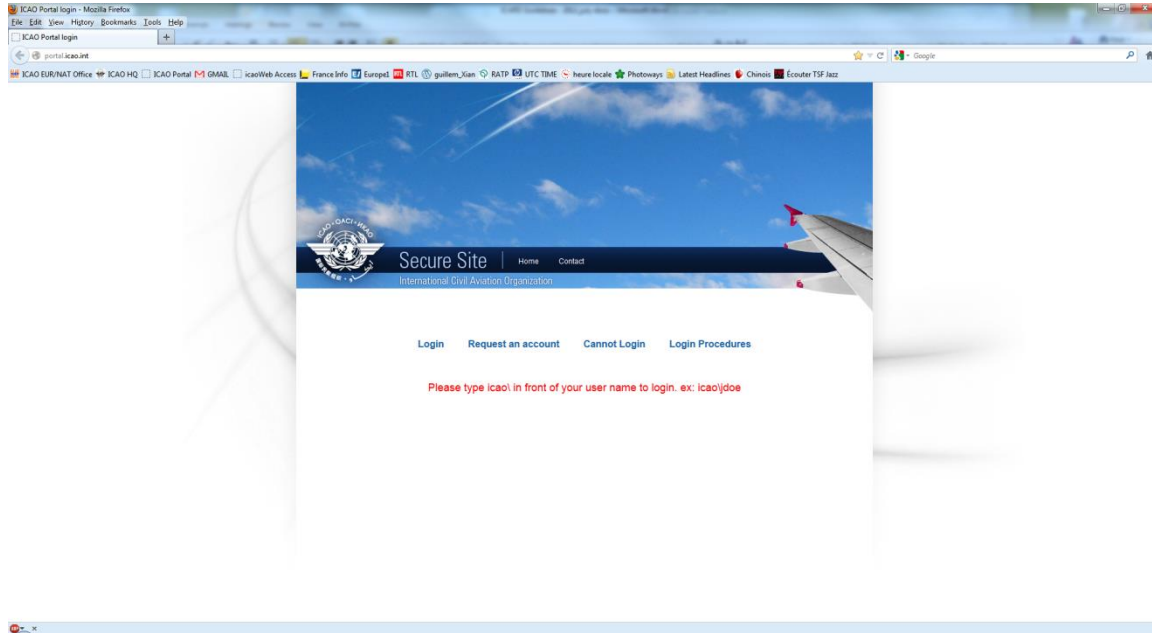 ICAO Portal login - Mozilla Firefox
File Edit View History Bookmarks Tools Help
ICAO Portal login +
portal.icao.int Google
ICAO EUR/NAT Office ICAO HQ ICAO Portal GMAIL icaoWeb Access France Info Europe1 RTL guillem_Xian RATP UTC TIME heure locale Photoways Latest Headlines Chinois Écouter TSF Jazz
ICAO · OACI · ИКАО
Secure Site Home Contact
International Civil Aviation Organization
Login Request an account Cannot Login Login Procedures
Please type icao\ in front of your user name to login. ex: icao\jdoe